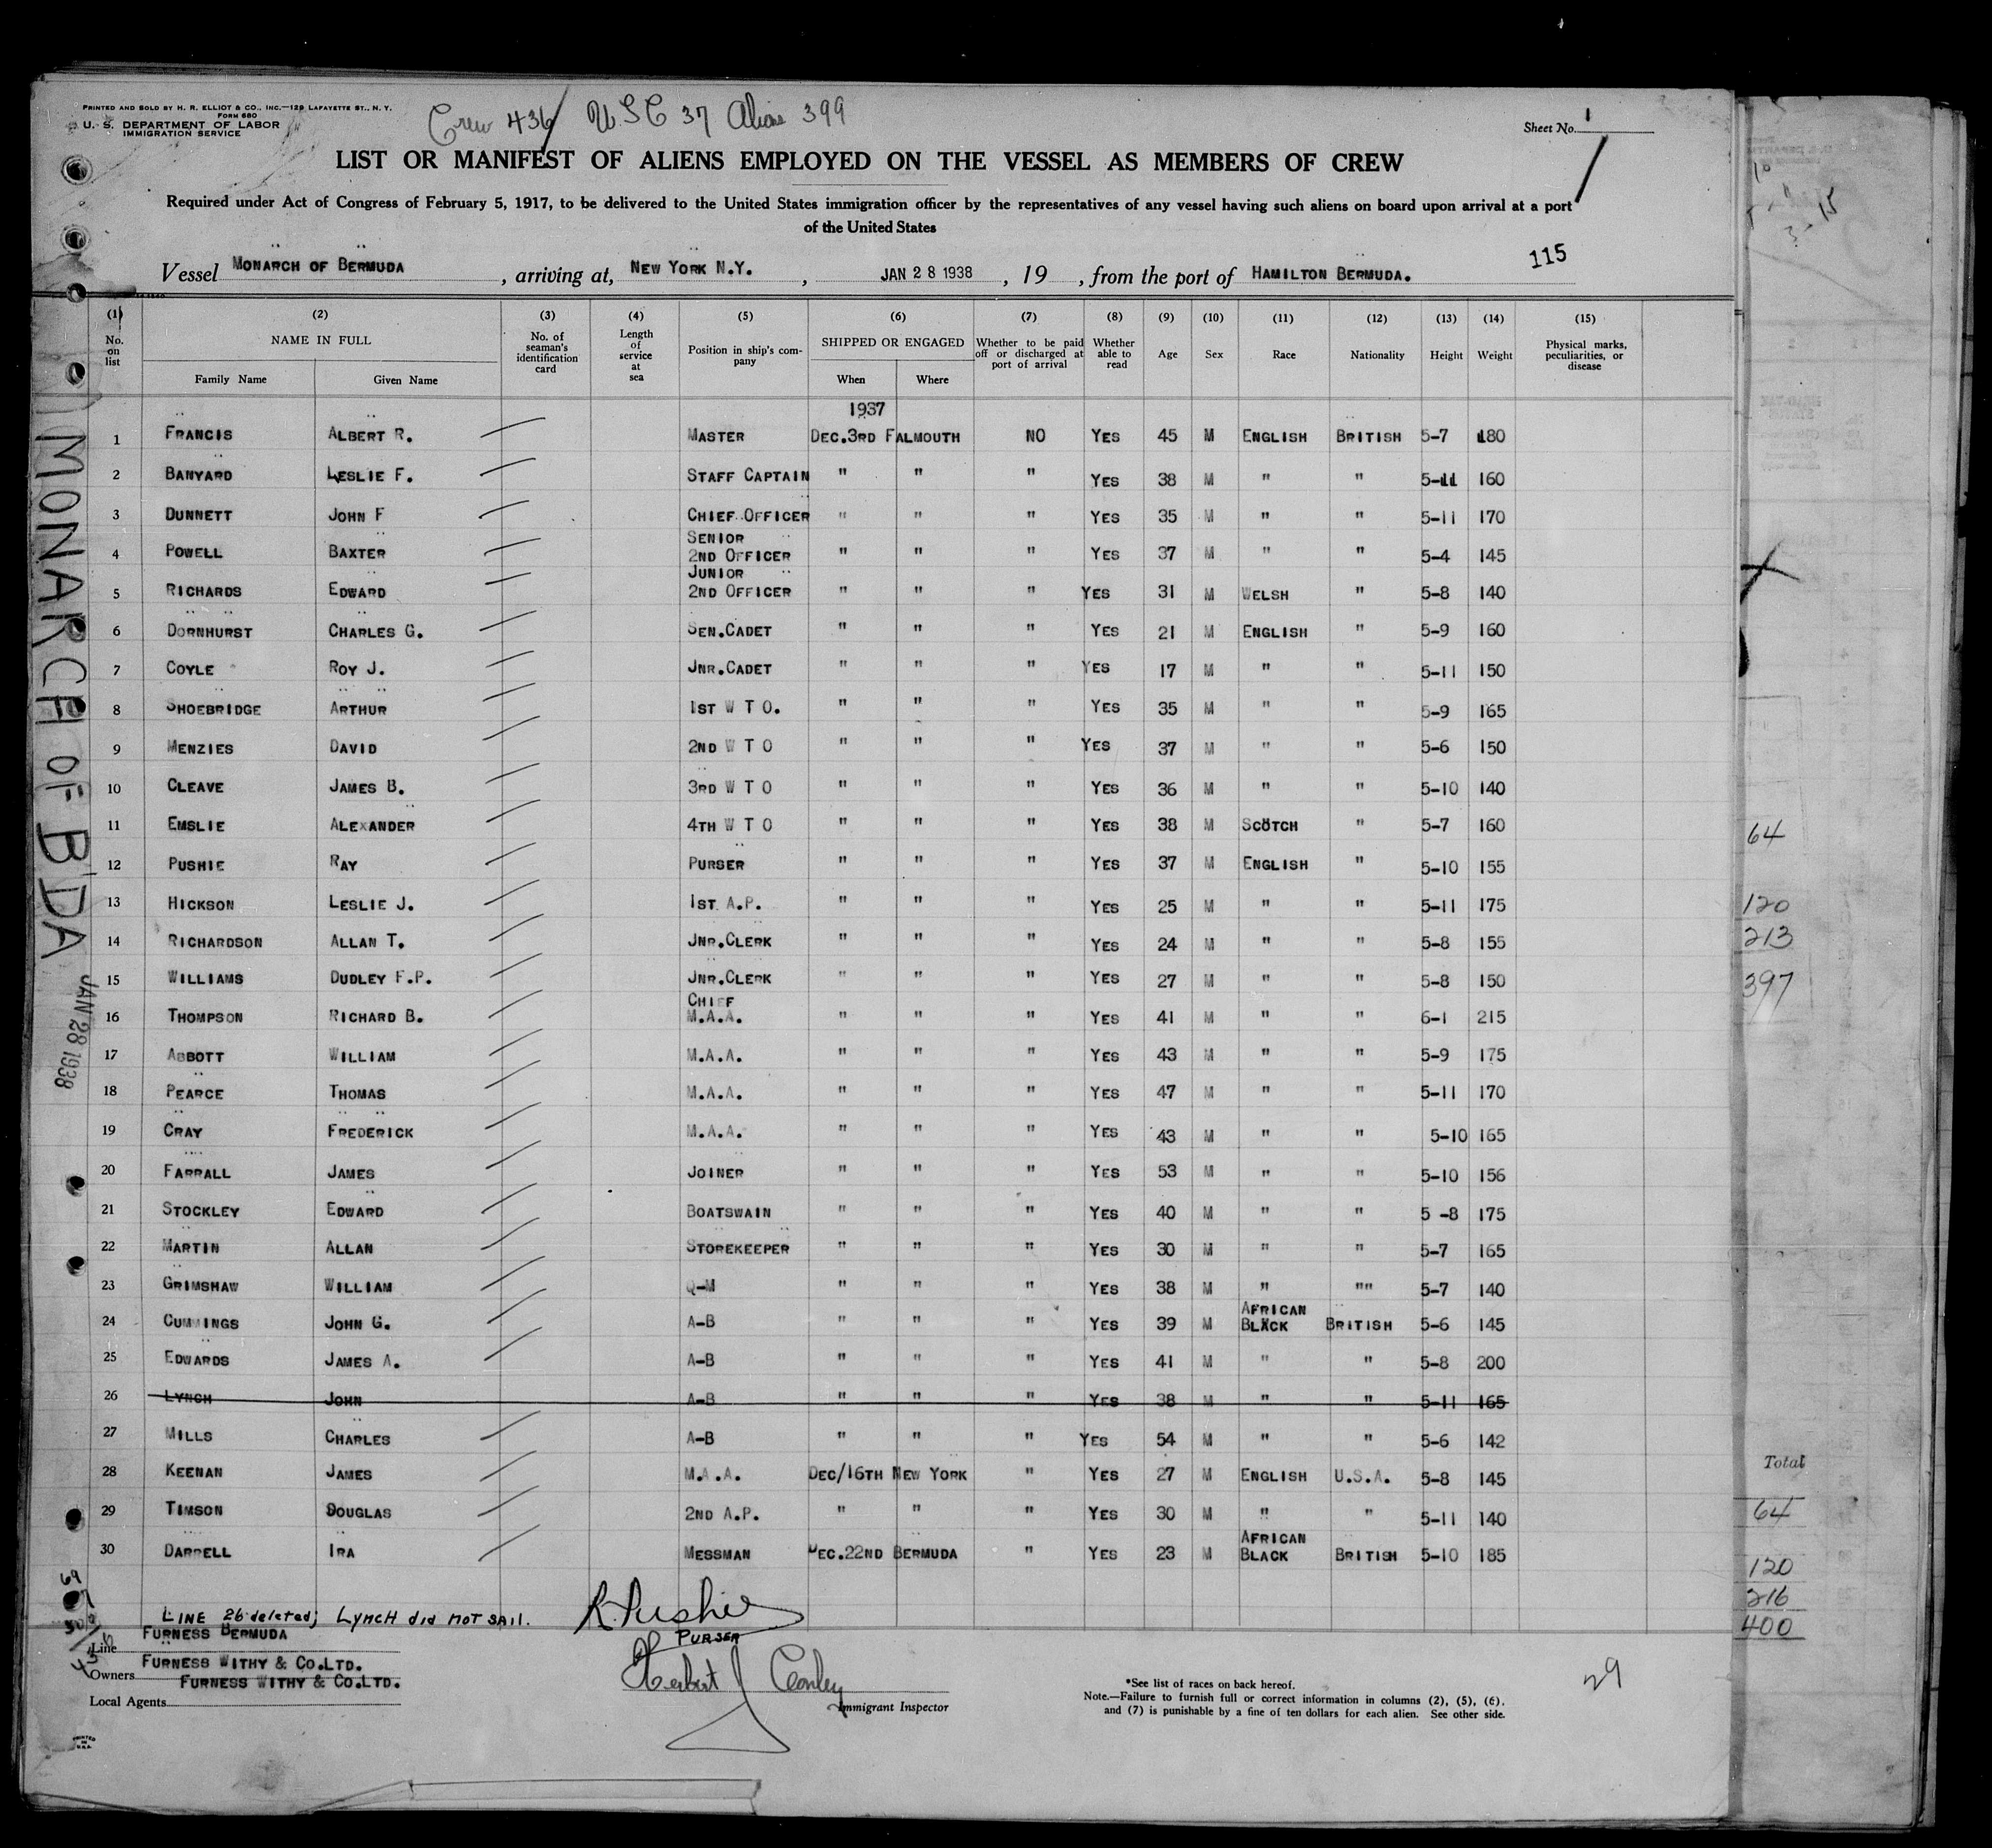 PRINTED AND SOLD BY H. R. ELLIOT & CO., INC.—129 LAFAYETTE ST., N. Y.
FORM 680
U. S. DEPARTMENT OF LABOR
IMMIGRATION SERVICE
Crew 436 USC 37 Aliens 399
Sheet No. 1
LIST OR MANIFEST OF ALIENS EMPLOYED ON THE VESSEL AS MEMBERS OF CREW
Required under Act of Congress of February 5, 1917, to be delivered to the United States immigration officer by the representatives of any vessel having such aliens on board upon arrival at a port
of the United States
115
Vessel MONARCH OF BERMUDA, arriving at, NEW YORK N.Y., JAN 28 1938, 19 , from the port of HAMILTON BERMUDA.
(1) No. on list (2) NAME IN FULL Family Name Given Name (3) No. of seaman's identification card (4) Length of service at sea (5) Position in ship's company (6) SHIPPED OR ENGAGED When Where (7) Whether to be paid off or discharged at port of arrival (8) Whether able to read (9) Age (10) Sex (11) Race (12) Nationality (13) Height (14) Weight (15) Physical marks, peculiarities, or disease
1937
1 FRANCIS ALBERT R. MASTER DEC.3RD FALMOUTH NO YES 45 M ENGLISH BRITISH 5-7 180
2 BANYARD LESLIE F. STAFF CAPTAIN " " " YES 38 M " " 5-11 160
3 DUNNETT JOHN F CHIEF OFFICER " " " YES 35 M " " 5-11 170
4 POWELL BAXTER SENIOR 2ND OFFICER " " " YES 37 M " " 5-4 145
5 RICHARDS EDWARD JUNIOR 2ND OFFICER " " " YES 31 M WELSH " 5-8 140
6 DORNHURST CHARLES G. SEN.CADET " " " YES 21 M ENGLISH " 5-9 160
7 COYLE ROY J. JNR.CADET " " " YES 17 M " " 5-11 150
8 SHOEBRIDGE ARTHUR 1ST W T O. " " " YES 35 M " " 5-9 165
9 MENZIES DAVID 2ND W T O " " " YES 37 M " " 5-6 150
10 CLEAVE JAMES B. 3RD W T O " " " YES 36 M " " 5-10 140
11 EMSLIE ALEXANDER 4TH W T O " " " YES 38 M SCOTCH " 5-7 160
12 PUSHIE RAY PURSER " " " YES 37 M ENGLISH " 5-10 155
13 HICKSON LESLIE J. 1ST A.P. " " " YES 25 M " " 5-11 175
14 RICHARDSON ALLAN T. JNR.CLERK " " " YES 24 M " " 5-8 155
15 WILLIAMS DUDLEY F.P. JNR.CLERK " " " YES 27 M " " 5-8 150
16 THOMPSON RICHARD B. CHIEF M.A.A. " " " YES 41 M " " 6-1 215
17 ABBOTT WILLIAM M.A.A. " " " YES 43 M " " 5-9 175
18 PEARCE THOMAS M.A.A. " " " YES 47 M " " 5-11 170
19 CRAY FREDERICK M.A.A. " " " YES 43 M " " 5-10 165
20 FARRALL JAMES JOINER " " " YES 53 M " " 5-10 156
21 STOCKLEY EDWARD BOATSWAIN " " " YES 40 M " " 5 -8 175
22 MARTIN ALLAN STOREKEEPER " " " YES 30 M " " 5-7 165
23 GRIMSHAW WILLIAM Q-M " " " YES 38 M " "" 5-7 140
24 CUMMINGS JOHN G. A-B " " " YES 39 M AFRICAN BLACK BRITISH 5-6 145
25 EDWARDS JAMES A. A-B " " " YES 41 M " " 5-8 200
26 LYNCH JOHN A-B " " " YES 38 M " " 5-11 165
27 MILLS CHARLES A-B " " " YES 54 M " " 5-6 142
28 KEENAN JAMES M.A.A. DEC/16TH NEW YORK " YES 27 M ENGLISH U.S.A. 5-8 145
29 TIMSON DOUGLAS 2ND A.P. " " " YES 30 M " " 5-11 140
30 DARRELL IRA MESSMAN DEC.22ND BERMUDA " YES 23 M AFRICAN BLACK BRITISH 5-10 185
LINE 26 deleted; LYNCH did NOT SAIL.
R. Pushie
PURSER
Line FURNESS BERMUDA
Owners FURNESS WITHY & CO.LTD.
Local Agents FURNESS WITHY & CO.LTD.
Herbert J Conley
Immigrant Inspector
*See list of races on back hereof.
Note.—Failure to furnish full or correct information in columns (2), (5), (6).
and (7) is punishable by a fine of ten dollars for each alien. See other side.
29
PRINTED IN U.S.A.
MONARCH OF B'DA
JAN 28 1938
3-15
64
120
213
397
Total
64
120
216
400